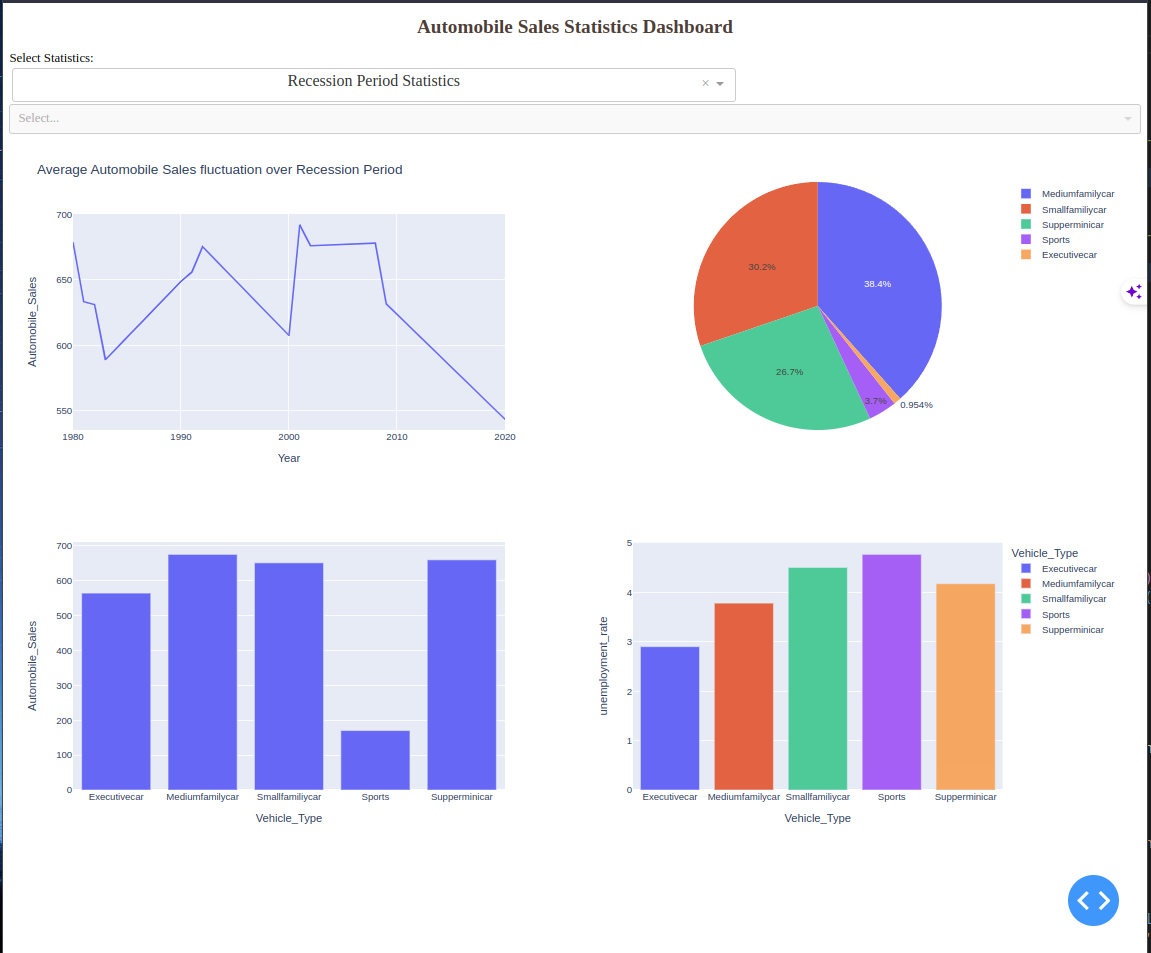 Automobile Sales Statistics Dashboard
Select Statistics:
Recession Period Statistics
×
Select...
Average Automobile Sales fluctuation over Recession Period
700
650
600
550
Automobile_Sales
1980 1990 2000 2010 2020
Year
38.4%
30.2%
26.7%
3.7%
0.954%
Mediumfamilycar
Smallfamiliycar
Supperminicar
Sports
Executivecar
700
600
500
400
300
200
100
0
Automobile_Sales
Executivecar Mediumfamilycar Smallfamiliycar Sports Supperminicar
Vehicle_Type
5
4
3
2
1
0
unemployment_rate
Executivecar Mediumfamilycar Smallfamiliycar Sports Supperminicar
Vehicle_Type
Vehicle_Type
Executivecar
Mediumfamilycar
Smallfamiliycar
Sports
Supperminicar